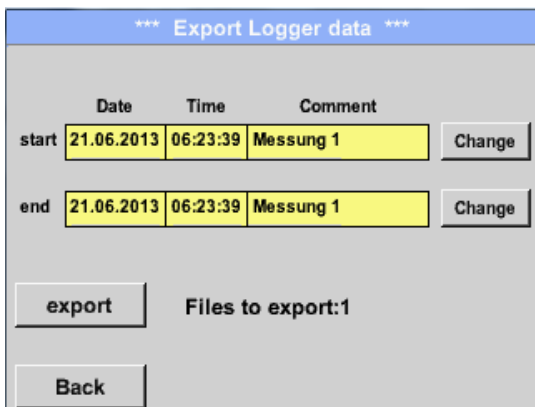 *** Export Logger data ***
Date Time Comment
start 21.06.2013 06:23:39 Messung 1 Change
end 21.06.2013 06:23:39 Messung 1 Change
export Files to export:1
Back